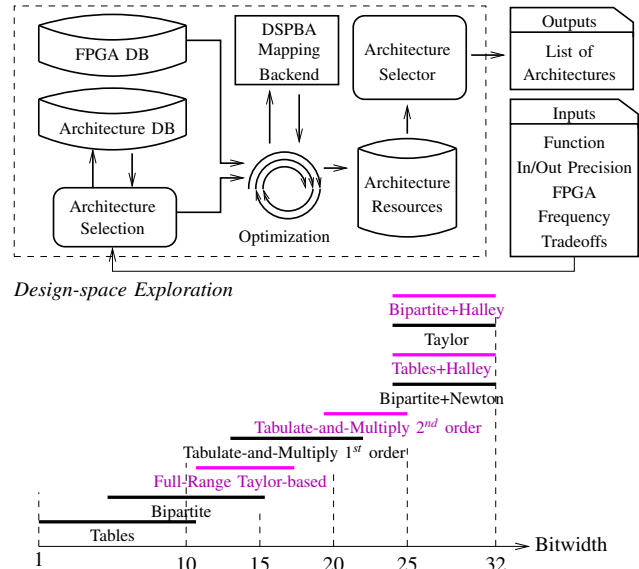 FPGA DB
Architecture DB
Architecture
Selection
DSPBA
Mapping
Backend
Optimization
Architecture
Selector
Architecture
Resources
Outputs
List of
Architectures
Inputs
Function
In/Out Precision
FPGA
Frequency
Tradeoffs
Design-space Exploration
Bipartite+Halley
Taylor
Tables+Halley
Bipartite+Newton
Tabulate-and-Multiply 2nd order
Tabulate-and-Multiply 1st order
Full-Range Taylor-based
Bipartite
Tables
1 10 15 20 25 32
Bitwidth